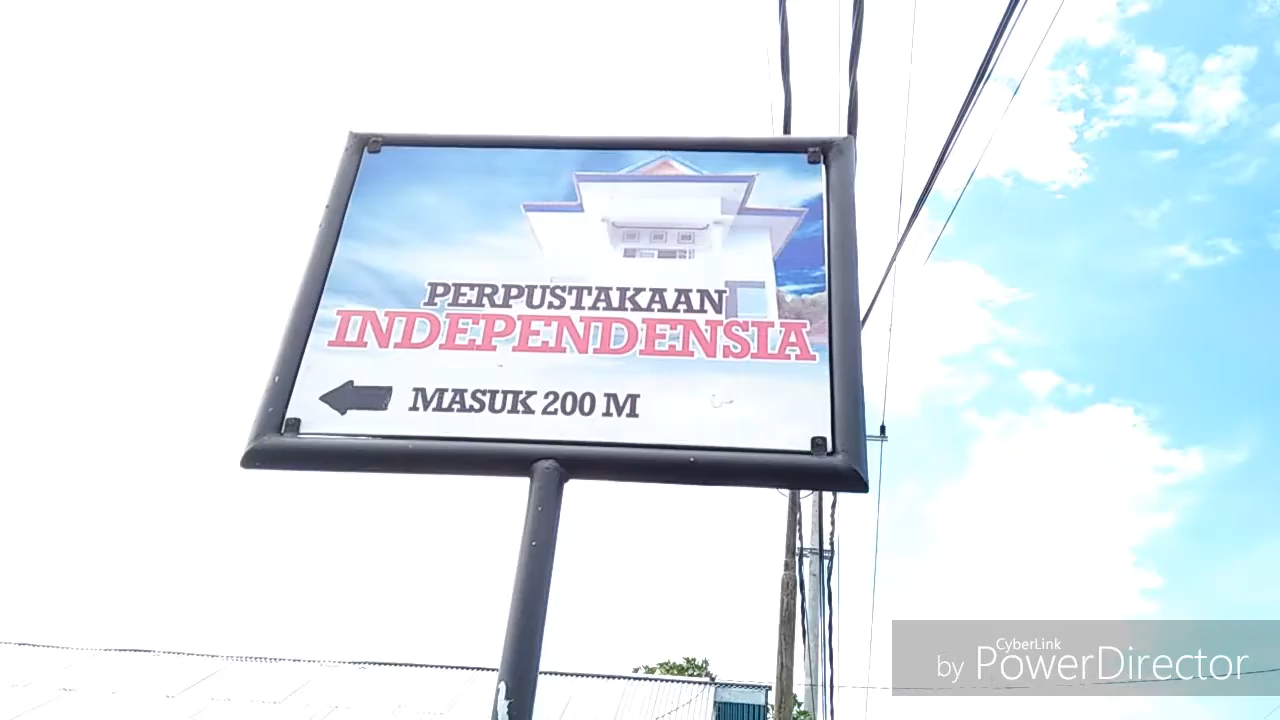 PERPUSTAKAAN
INDEPENDENSIA
MASUK 200 M
CyberLink
by PowerDirector